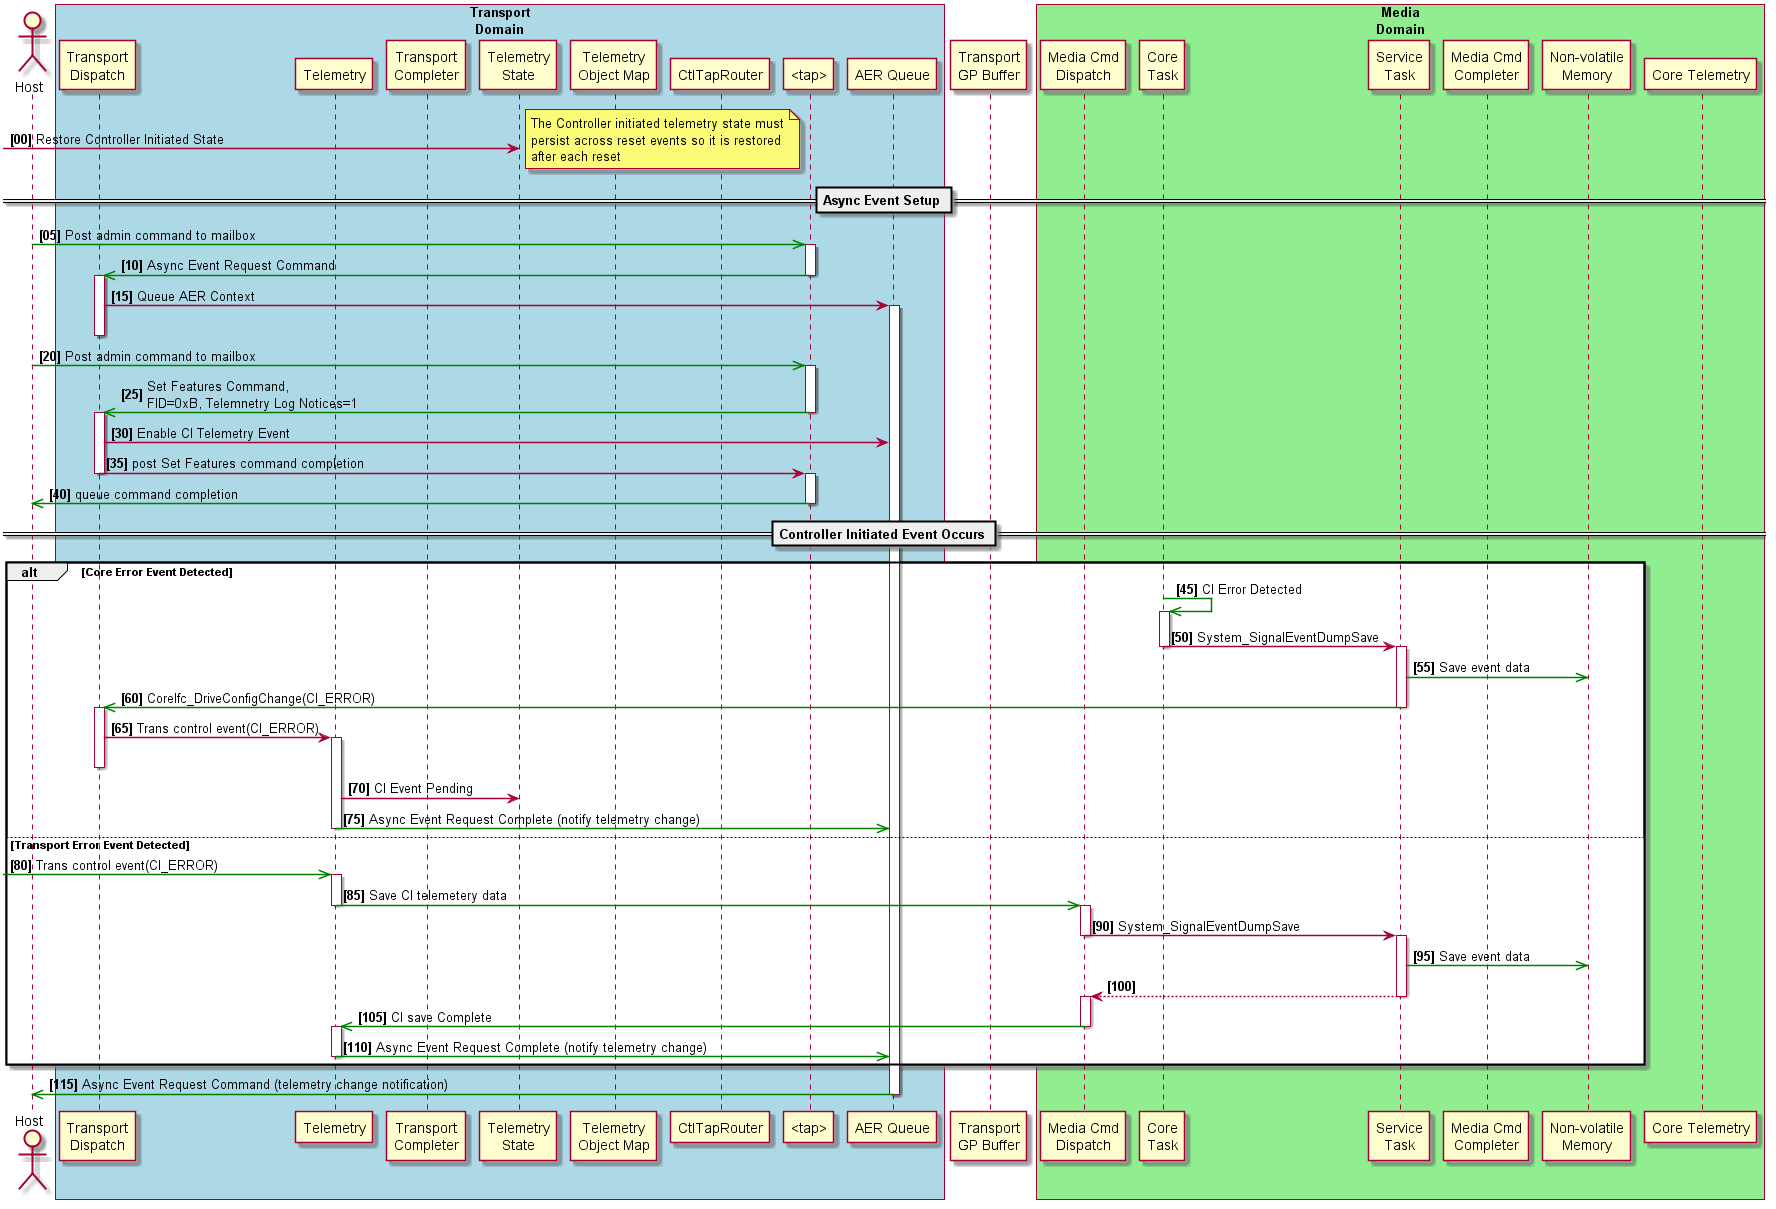 Transport
Domain
Media
Domain
Host
Transport
Dispatch
Telemetry
Transport
Completer
Telemetry
State
Telemetry
Object Map
CtlTapRouter
<tap>
AER Queue
Transport
GP Buffer
Media Cmd
Dispatch
Core
Task
Service
Task
Media Cmd
Completer
Non-volatile
Memory
Core Telemetry
[00] Restore Controller Initiated State
The Controller initiated telemetry state must
persist across reset events so it is restored
after each reset
Async Event Setup
[05] Post admin command to mailbox
[10] Async Event Request Command
[15] Queue AER Context
[20] Post admin command to mailbox
[25] Set Features Command,
FID=0xB, Telemnetry Log Notices=1
[30] Enable CI Telemetry Event
[35] post Set Features command completion
[40] queue command completion
Controller Initiated Event Occurs
alt [Core Error Event Detected]
[45] CI Error Detected
[50] System_SignalEventDumpSave
[55] Save event data
[60] CoreIfc_DriveConfigChange(CI_ERROR)
[65] Trans control event(CI_ERROR)
[70] CI Event Pending
[75] Async Event Request Complete (notify telemetry change)
[Transport Error Event Detected]
[80] Trans control event(CI_ERROR)
[85] Save CI telemetery data
[90] System_SignalEventDumpSave
[95] Save event data
[100]
[105] CI save Complete
[110] Async Event Request Complete (notify telemetry change)
[115] Async Event Request Command (telemetry change notification)
Host
Transport
Dispatch
Telemetry
Transport
Completer
Telemetry
State
Telemetry
Object Map
CtlTapRouter
<tap>
AER Queue
Transport
GP Buffer
Media Cmd
Dispatch
Core
Task
Service
Task
Media Cmd
Completer
Non-volatile
Memory
Core Telemetry